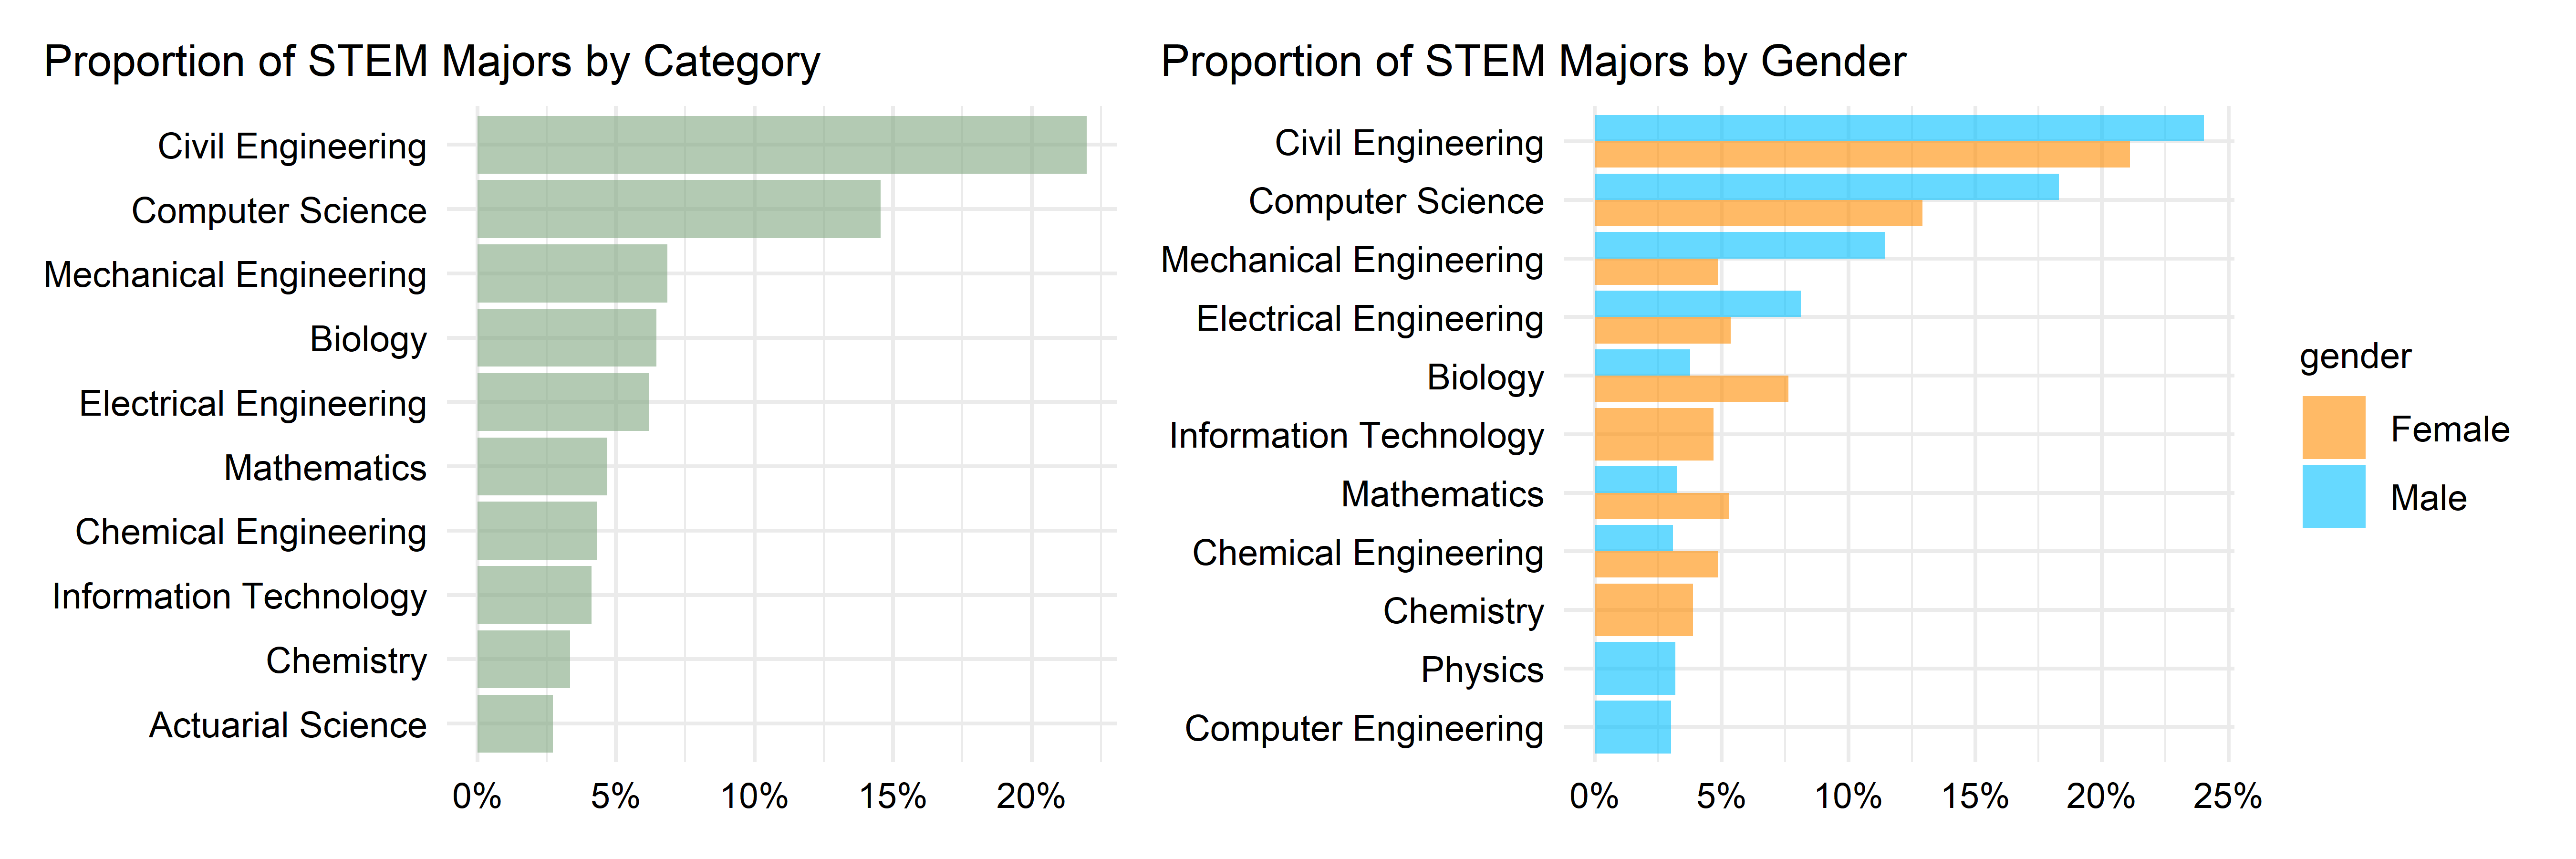 Proportion of STEM Majors by Category
Civil Engineering
Computer Science
Mechanical Engineering
Biology
Electrical Engineering
Mathematics
Chemical Engineering
Information Technology
Chemistry
Actuarial Science
0% 5% 10% 15% 20%
Proportion of STEM Majors by Gender
Civil Engineering
Computer Science
Mechanical Engineering
Electrical Engineering
Biology
Information Technology
Mathematics
Chemical Engineering
Chemistry
Physics
Computer Engineering
0% 5% 10% 15% 20% 25%
gender
Female
Male